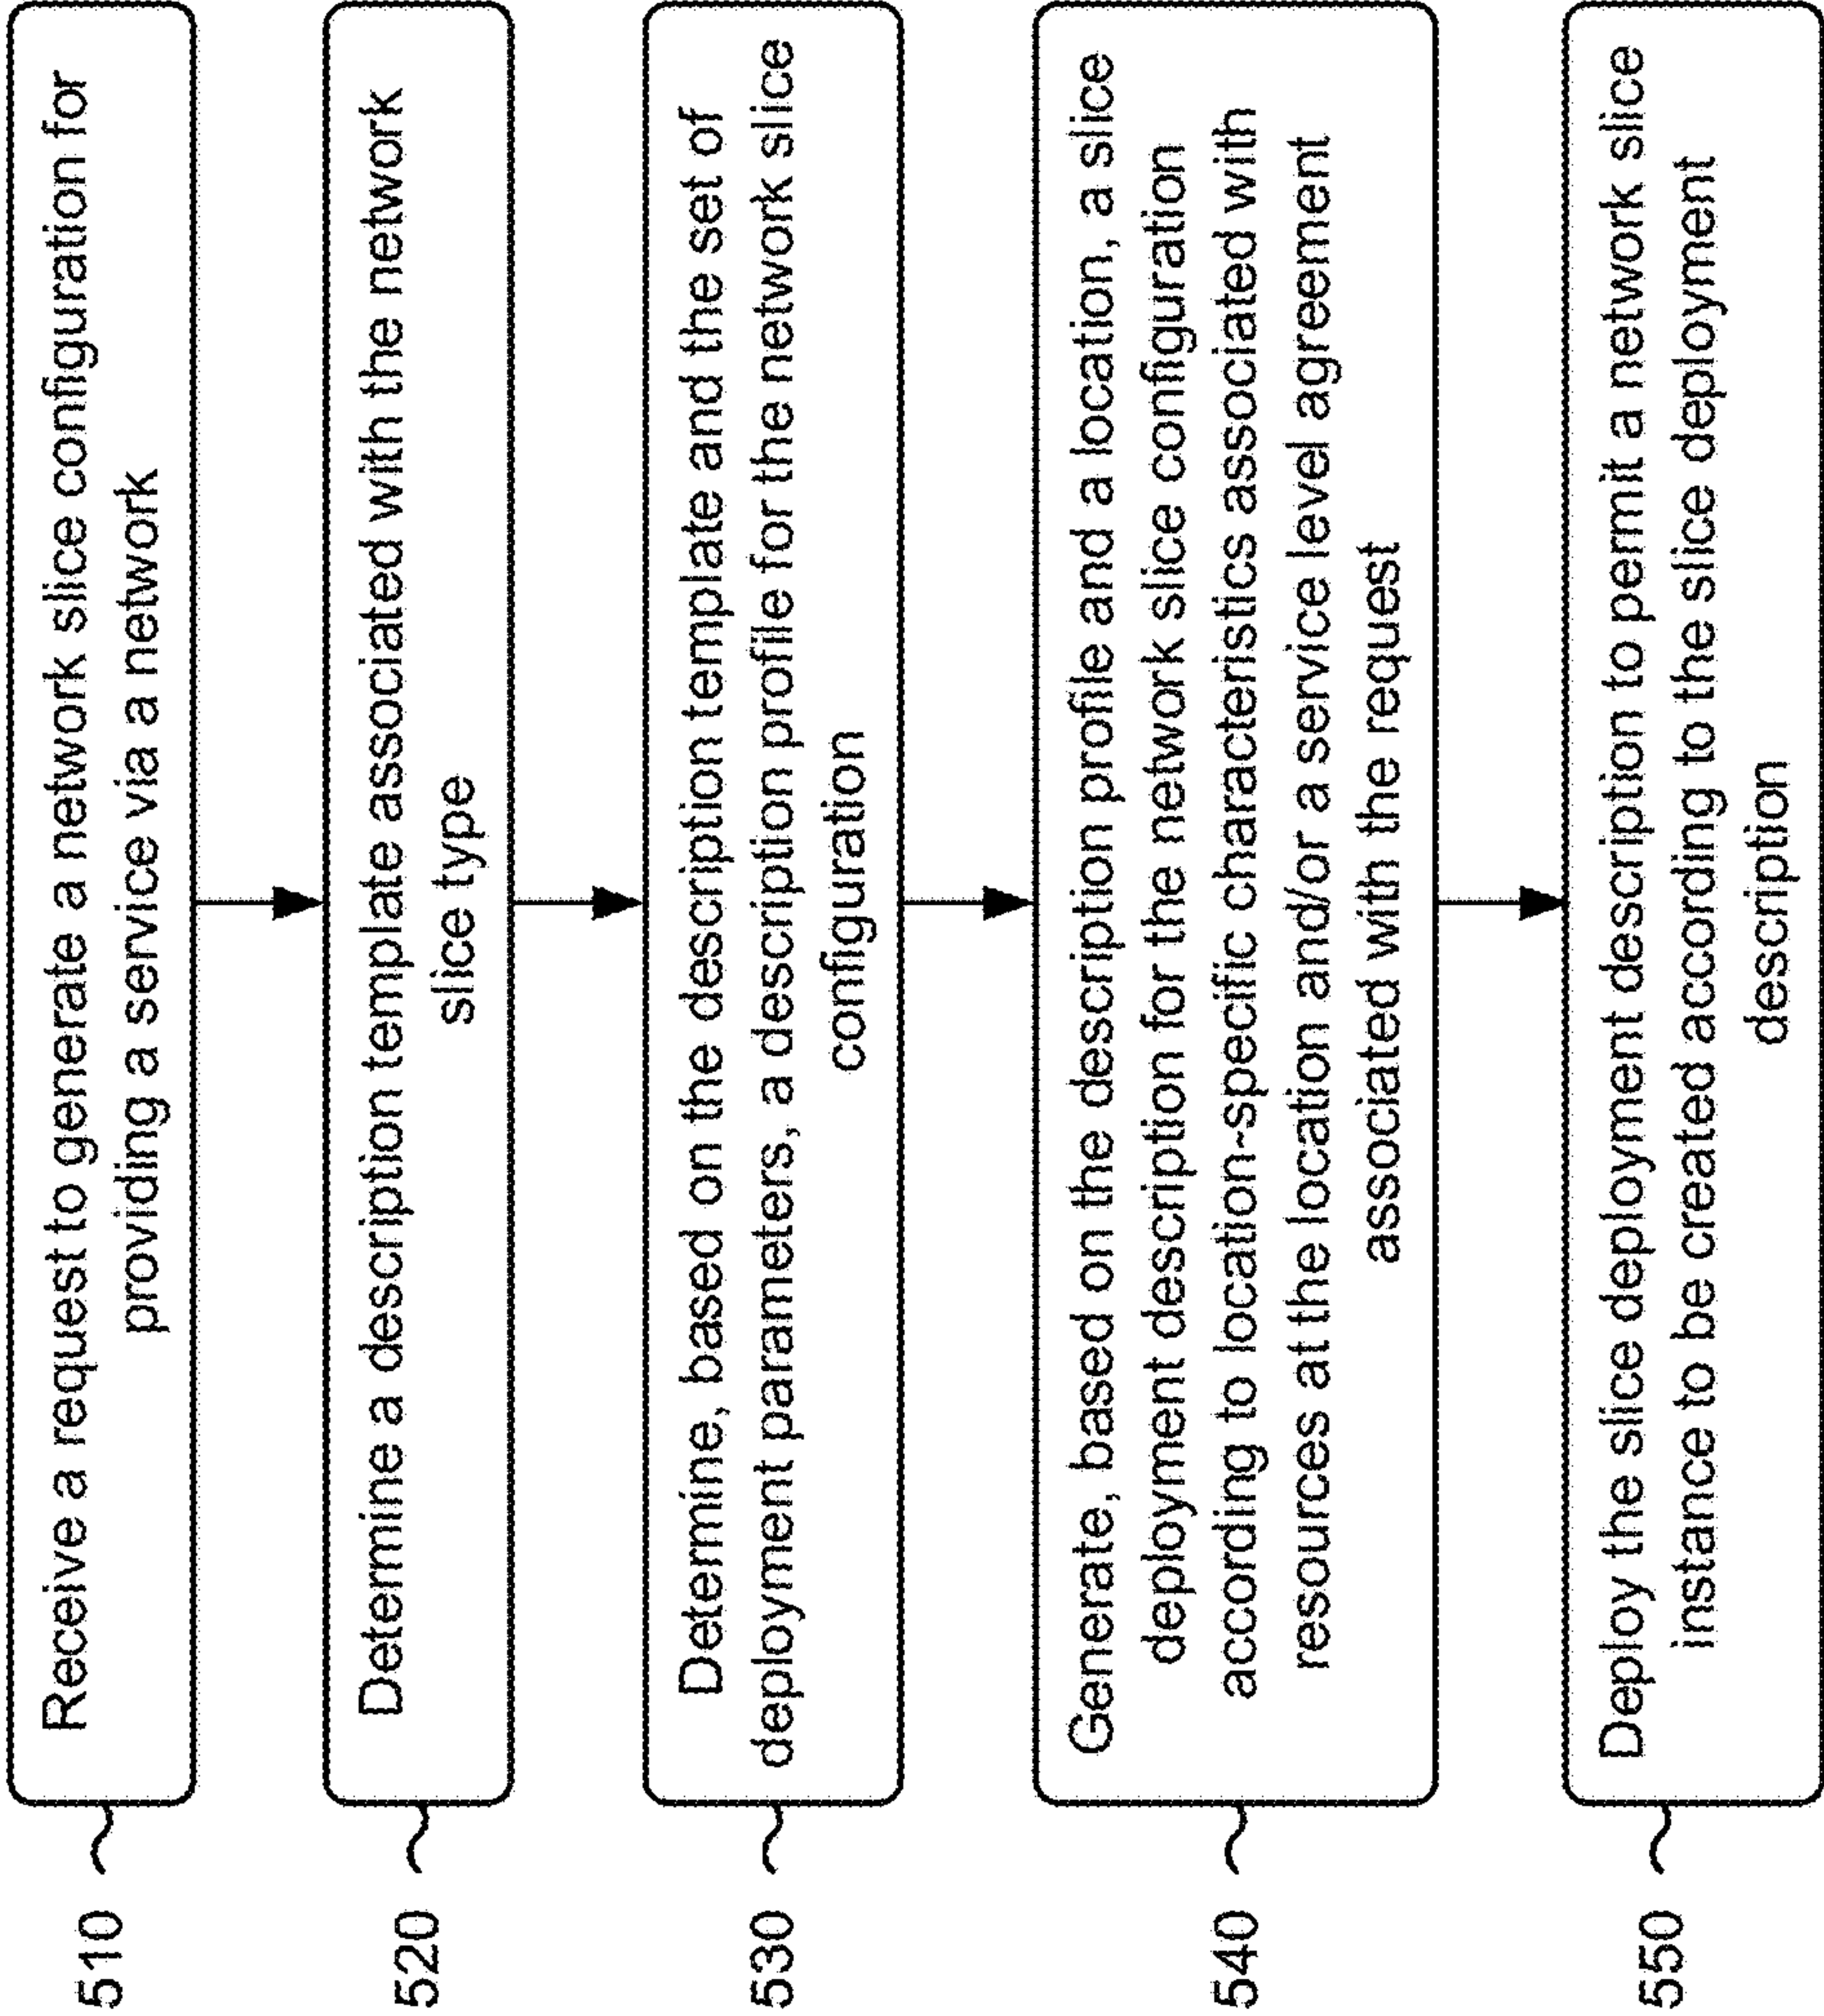 510
Receive a request to generate a network slice configuration for
providing a service via a network
520
Determine a description template associated with the network
slice type
530
Determine, based on the description template and the set of
deployment parameters, a description profile for the network slice
configuration
540
Generate, based on the description profile and a location, a slice
deployment description for the network slice configuration
according to location-specific characteristics associated with
resources at the location and/or a service level agreement
associated with the request
550
Deploy the slice deployment description to permit a network slice
instance to be created according to the slice deployment
description